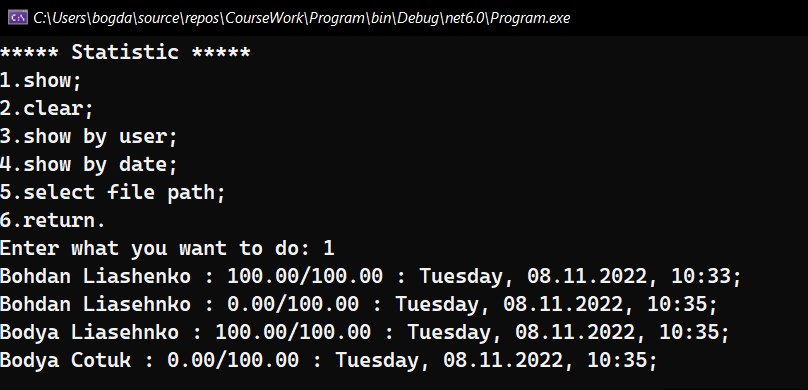 C:\Users\bogda\source\repos\CourseWork\Program\bin\Debug\net6.0\Program.exe
***** Statistic *****
1.show;
2.clear;
3.show by user;
4.show by date;
5.select file path;
6.return.
Enter what you want to do: 1
Bohdan Liashenko : 100.00/100.00 : Tuesday, 08.11.2022, 10:33;
Bohdan Liasehnko : 0.00/100.00 : Tuesday, 08.11.2022, 10:35;
Bodya Liasehnko : 100.00/100.00 : Tuesday, 08.11.2022, 10:35;
Bodya Cotuk : 0.00/100.00 : Tuesday, 08.11.2022, 10:35;